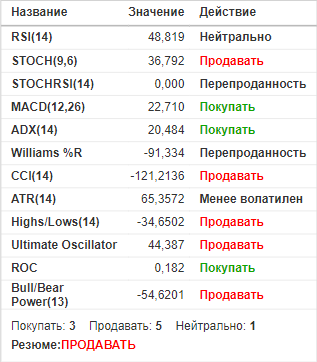 Название Значение Действие
RSI(14) 48,819 Нейтрально
STOCH(9,6) 36,792 Продавать
STOCHRSI(14) 0,000 Перепроданность
MACD(12,26) 22,710 Покупать
ADX(14) 20,484 Покупать
Williams %R -91,334 Перепроданность
CCI(14) -121,2136 Продавать
ATR(14) 65,3572 Менее волатилен
Highs/Lows(14) -34,6502 Продавать
Ultimate Oscillator 44,387 Продавать
ROC 0,182 Покупать
Bull/Bear
Power(13) -54,6201 Продавать
Покупать: 3 Продавать: 5 Нейтрально: 1
Резюме:ПРОДАВАТЬ